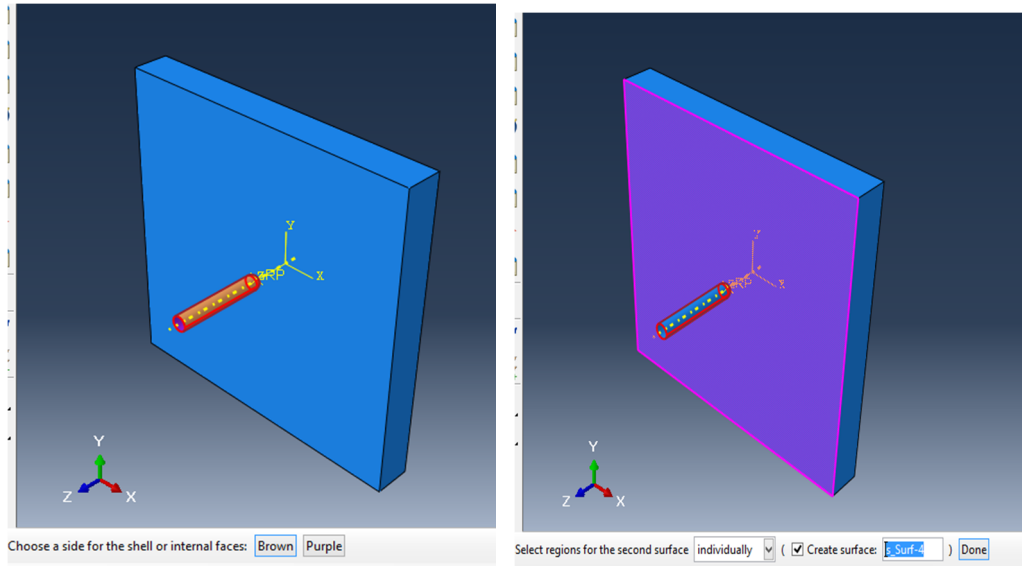 Y
X
RP
Y
Z
X
Choose a side for the shell or internal faces: Brown Purple
Y
X
RP
Y
Z
X
Select regions for the second surface individually ( Create surface: s_Surf-4 ) Done